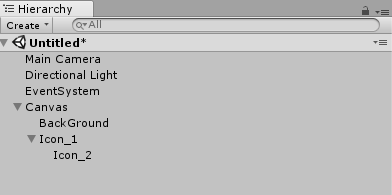 Hierarchy
Create All
Untitled*
Main Camera
Directional Light
EventSystem
Canvas
BackGround
Icon_1
Icon_2